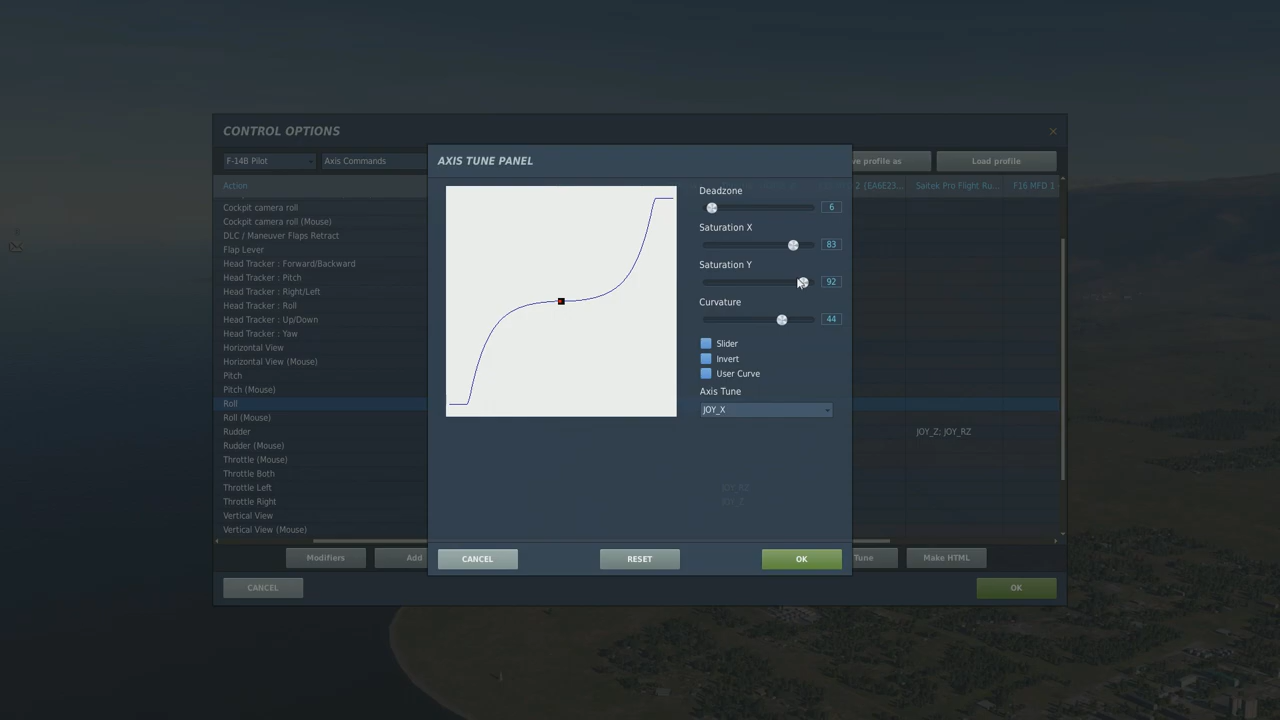 CONTROL OPTIONS
F-14B Pilot
Axis Commands
ve profile as
Load profile
AXIS TUNE PANEL
Action
2 {EA6E23...
Saitek Pro Flight Ru...
F16 MFD 1
Cockpit camera roll
Cockpit camera roll (Mouse)
DLC / Maneuver Flaps Retract
Flap Lever
Head Tracker : Forward/Backward
Head Tracker : Pitch
Head Tracker : Right/Left
Head Tracker : Roll
Head Tracker : Up/Down
Head Tracker : Yaw
Horizontal View
Horizontal View (Mouse)
Pitch
Pitch (Mouse)
Roll
Roll (Mouse)
Rudder
JOY_Z; JOY_RZ
Rudder (Mouse)
Throttle (Mouse)
Throttle Both
Throttle Left
Throttle Right
Vertical View
Vertical View (Mouse)
Deadzone
6
Saturation X
83
Saturation Y
92
Curvature
44
Slider
Invert
User Curve
Axis Tune
JOY_X
JOY_RZ
JOY_Z
CANCEL
RESET
OK
Modifiers
Add
Tune
Make HTML
CANCEL
OK